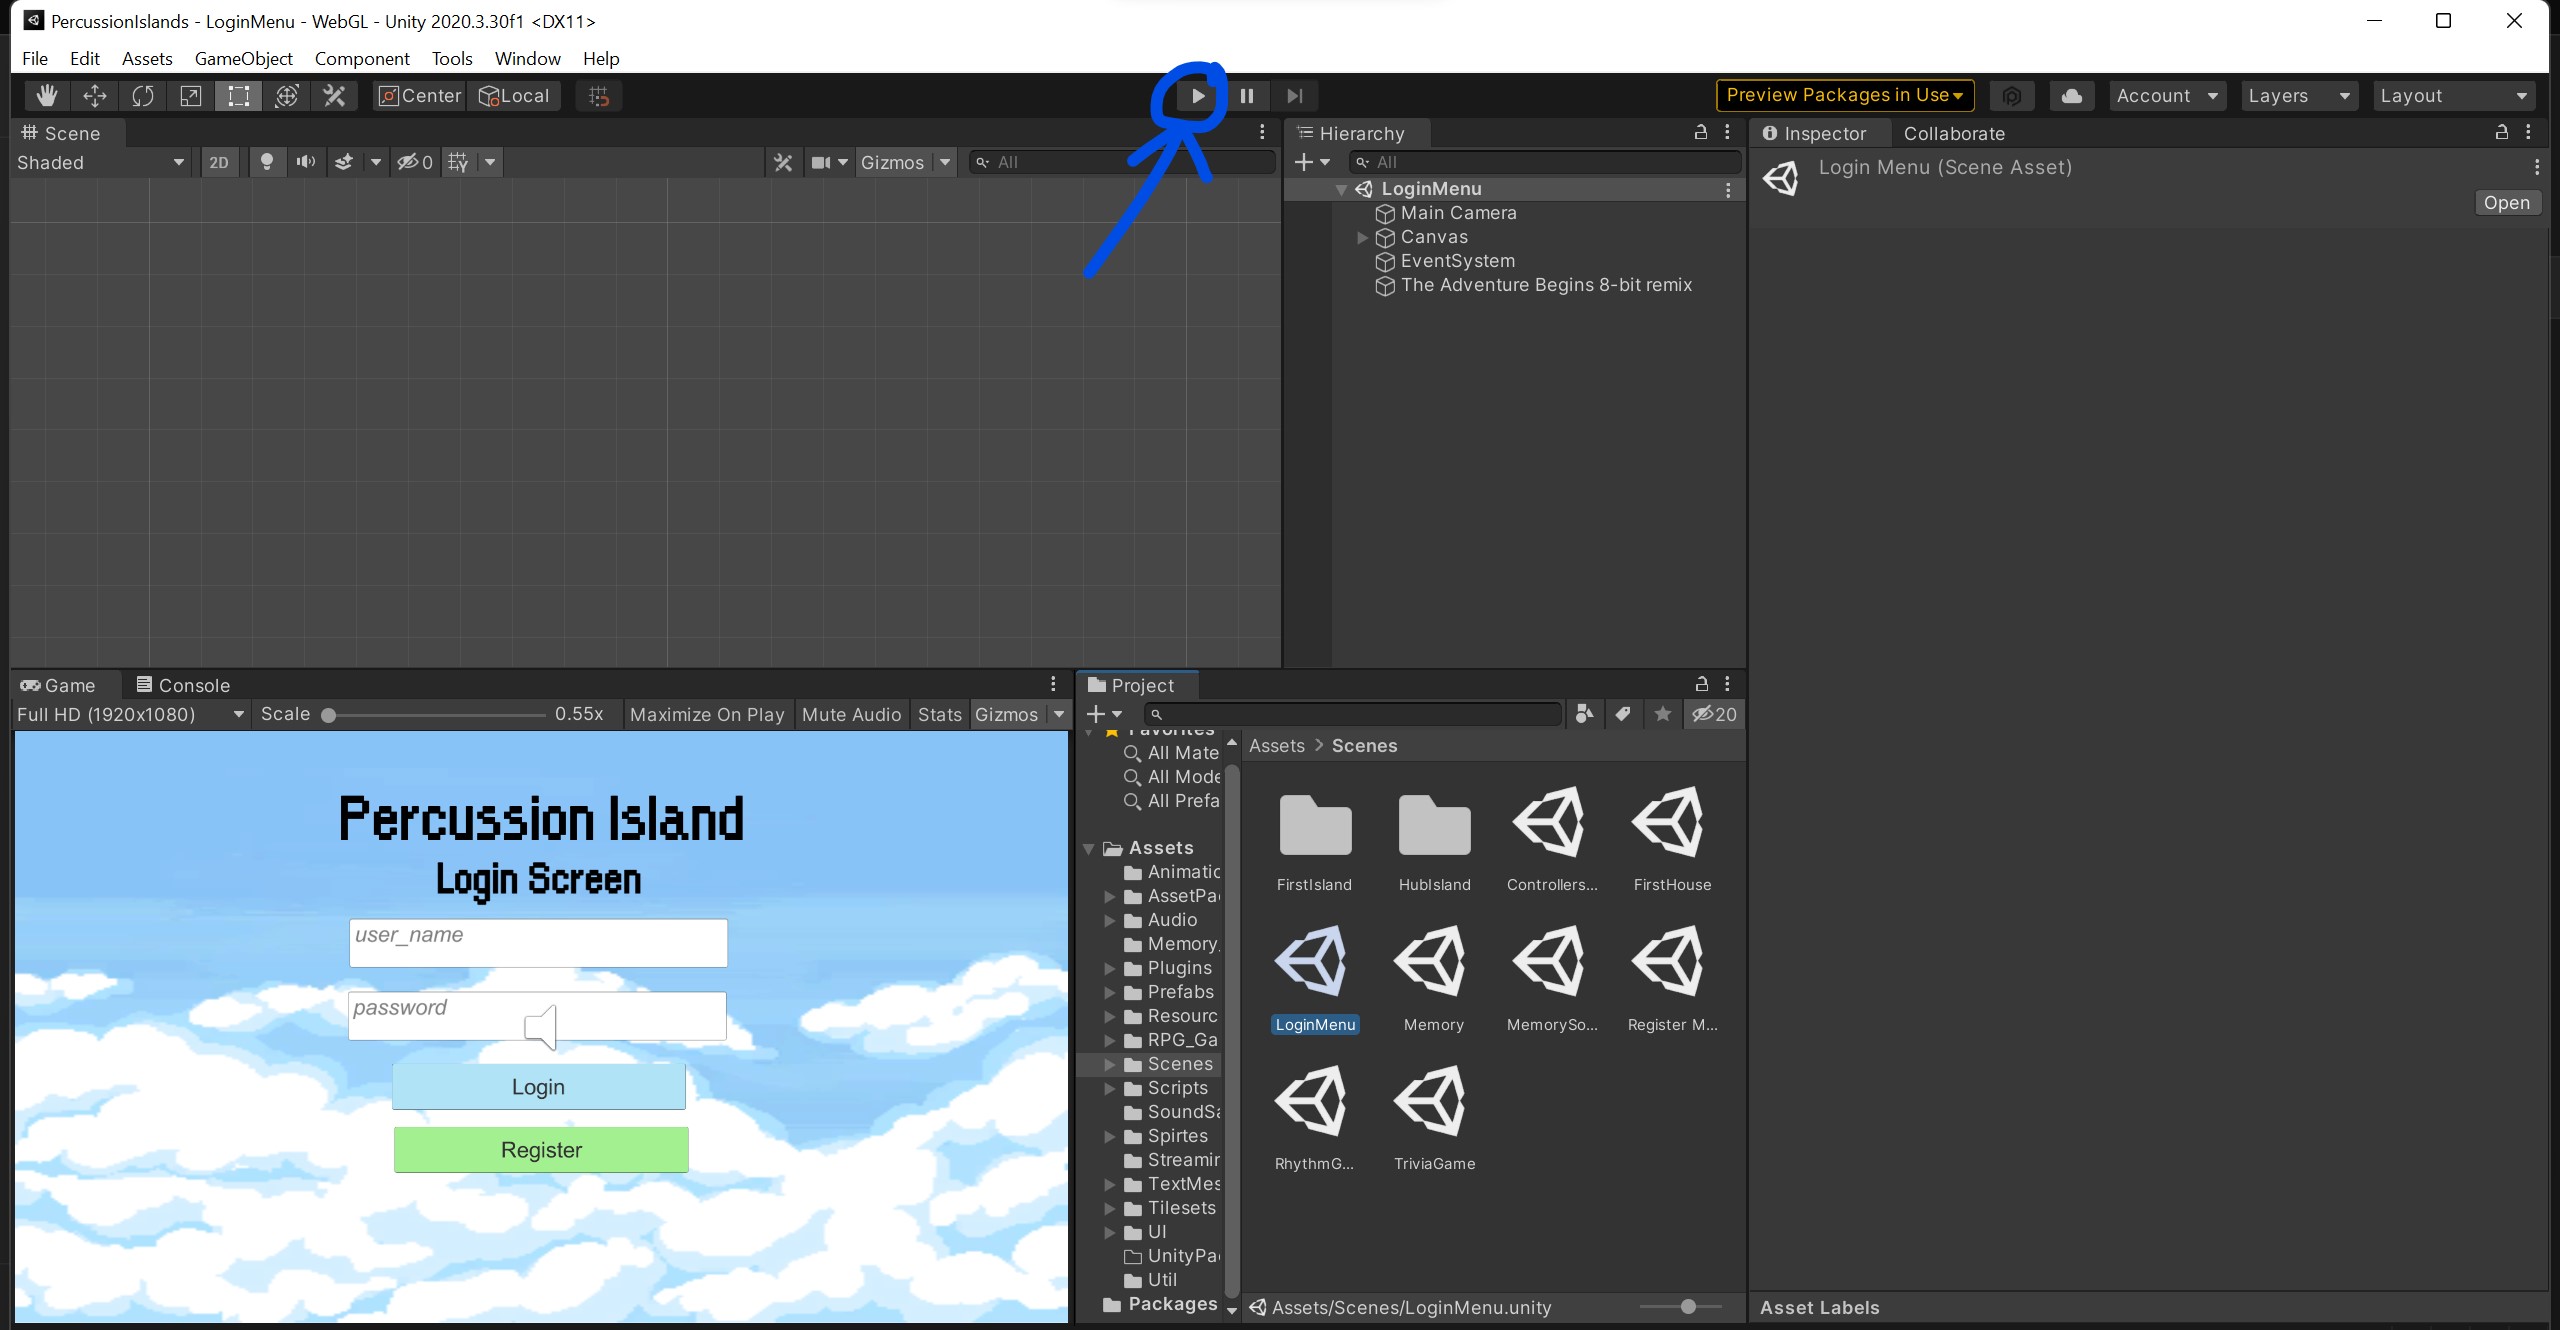 PercussionIslands - LoginMenu - WebGL - Unity 2020.3.30f1 <DX11>
File Edit Assets GameObject Component Tools Window Help
Center Local Preview Packages in Use Account Layers Layout
Scene
Shaded 2D 0 Gizmos All
Hierarchy
All
LoginMenu
Main Camera
Canvas
EventSystem
The Adventure Begins 8-bit remix
Inspector Collaborate
Login Menu (Scene Asset)
Open
Game Console
Full HD (1920x1080) Scale 0.55x Maximize On Play Mute Audio Stats Gizmos
Percussion Island
Login Screen
user_name
password
Login
Register
Project
20
Favorites
All Mate
All Mode
All Prefa
Assets
Animatic
AssetPa
Audio
Memory_
Plugins
Prefabs
Resourc
RPG_Ga
Scenes
Scripts
SoundSa
Spirtes
Streamin
TextMes
Tilesets
UI
UnityPa
Util
Packages
Assets > Scenes
FirstIsland HubIsland Controllers... FirstHouse
LoginMenu Memory MemorySo... Register M...
RhythmG... TriviaGame
Assets/Scenes/LoginMenu.unity
Asset Labels